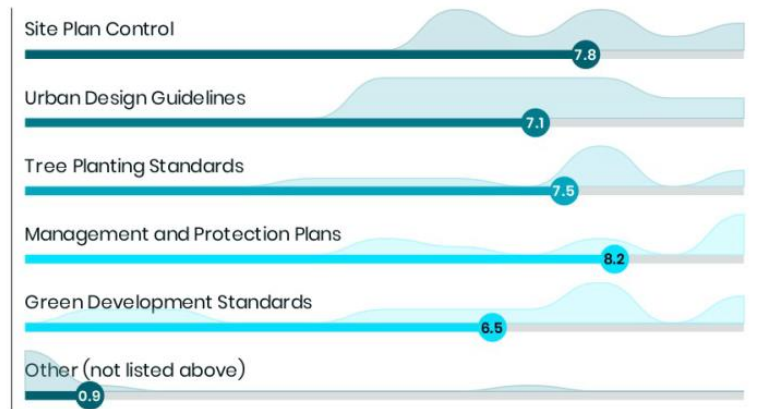 Site Plan Control
7.8
Urban Design Guidelines
7.1
Tree Planting Standards
7.5
Management and Protection Plans
8.2
Green Development Standards
6.5
Other (not listed above)
0.9